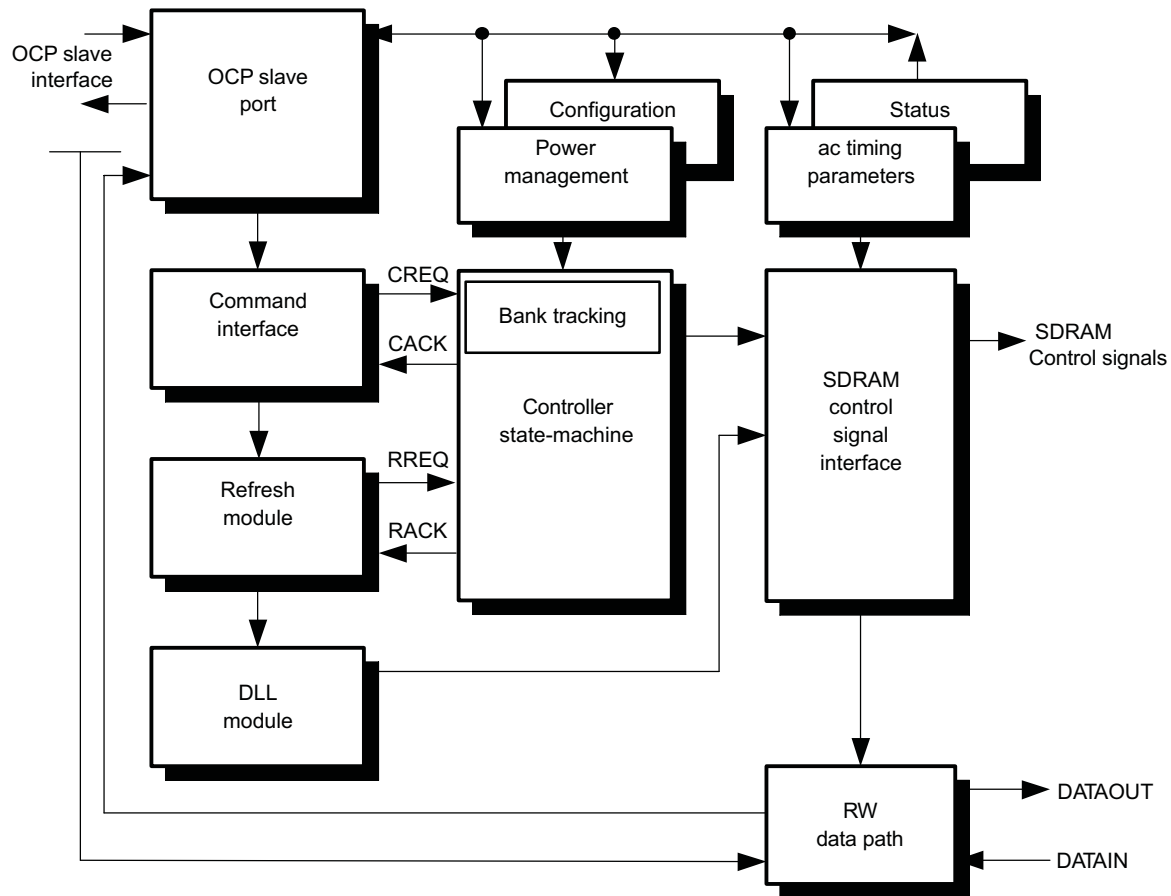 OCP slave
interface
OCP slave
port
Configuration
Status
Power
management
ac timing
parameters
Command
interface
CREQ
CACK
Bank tracking
Controller
state-machine
SDRAM
control
signal
interface
SDRAM
Control signals
Refresh
module
RREQ
RACK
DLL
module
RW
data path
DATAOUT
DATAIN